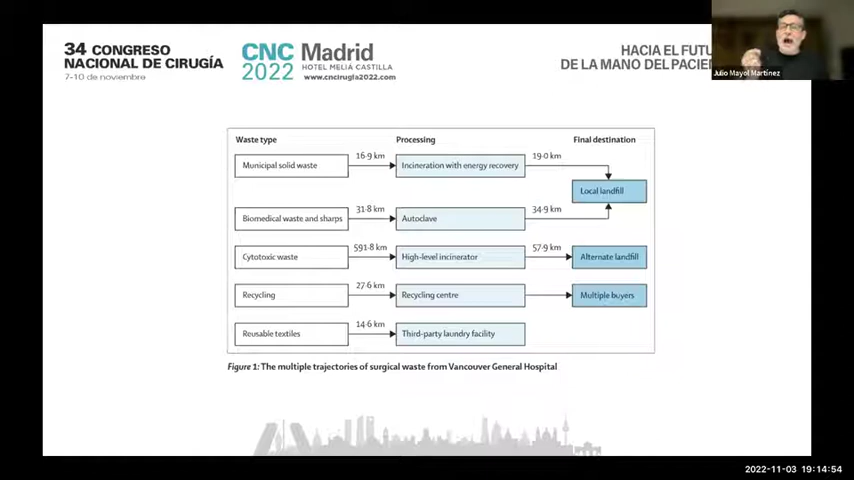 34 CONGRESO
NACIONAL DE CIRUGÍA
7-10 de noviembre
CNC
2022
Madrid
HOTEL MELIÁ CASTILLA
www.cncirugia2022.com
HACIA EL FUTU
DE LA MANO DEL PACIEN
Julio Mayol Martínez
Waste type
Processing
Final destination
Municipal solid waste
16·9 km
Incineration with energy recovery
19·0 km
Local landfill
Biomedical waste and sharps
31·8 km
Autoclave
34·9 km
Cytotoxic waste
591·8 km
High-level incinerator
57·9 km
Alternate landfill
Recycling
27·6 km
Recycling centre
Multiple buyers
Reusable textiles
14·6 km
Third-party laundry facility
Figure 1: The multiple trajectories of surgical waste from Vancouver General Hospital
2022-11-03 19:14:54